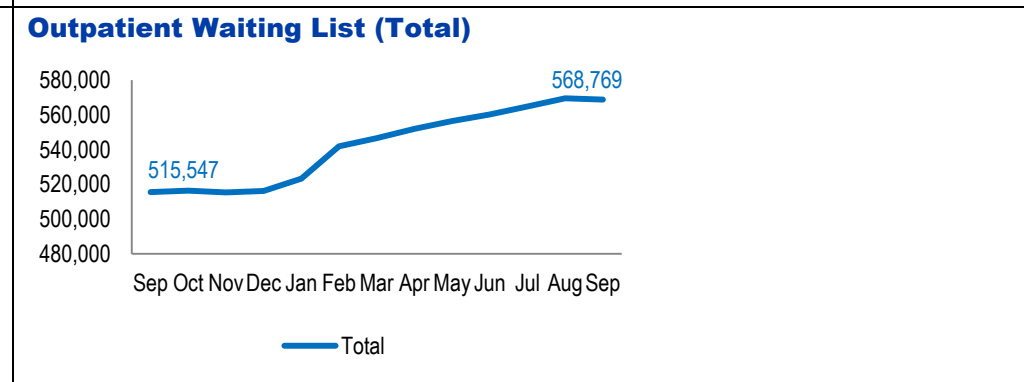 Outpatient Waiting List (Total)
580,000
560,000
540,000
520,000
500,000
480,000
515,547
568,769
Sep Oct Nov Dec Jan Feb Mar Apr May Jun Jul Aug Sep
Total